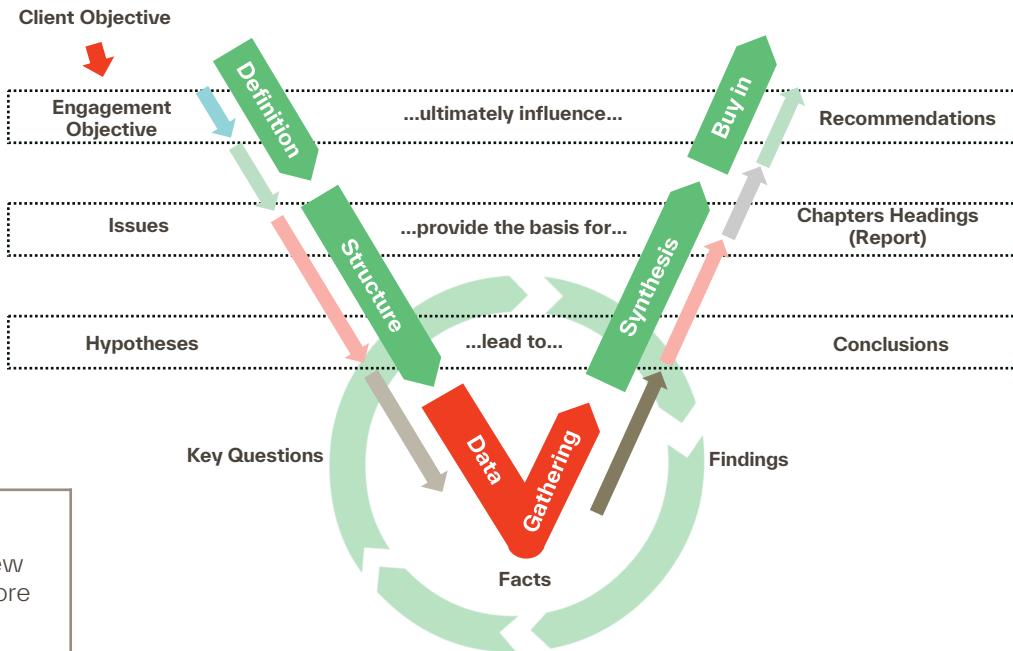 Client Objective
Definition
Buy in
Engagement
Objective
...ultimately influence...
Recommendations
Issues
...provide the basis for...
Chapters Headings
(Report)
Structure
Synthesis
Hypotheses
...lead to...
Conclusions
Key Questions
Data
Gathering
Findings
Facts